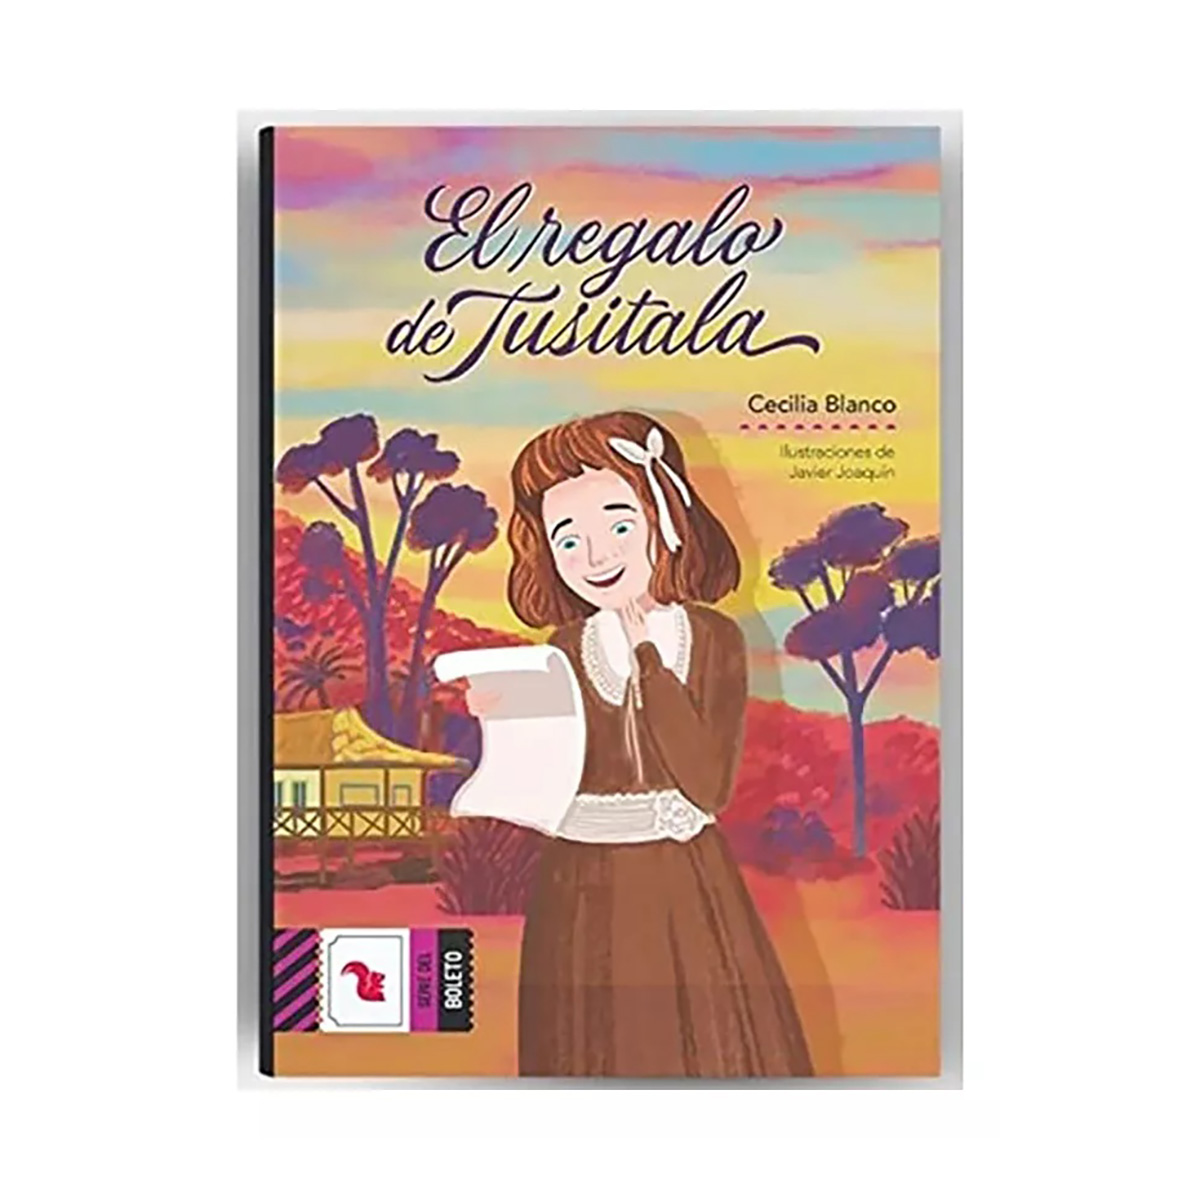 El regalo
de Tusitala
Cecilia Blanco
Ilustraciones de
Javier Joaquín
SERIE DEL
BOLETO